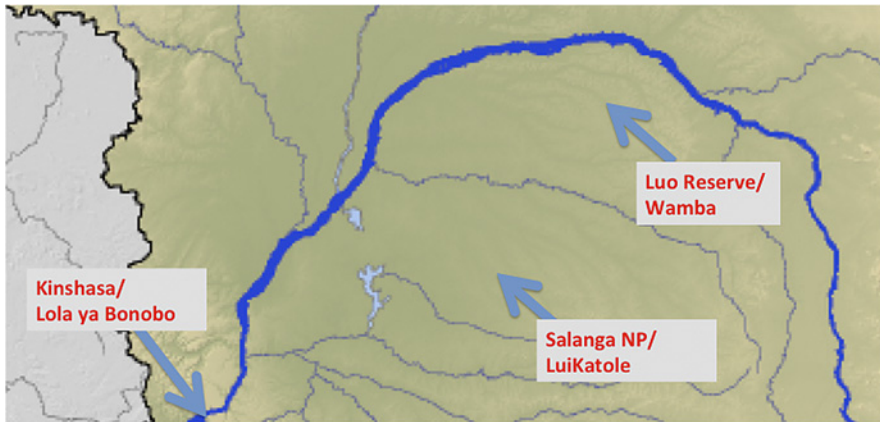 Luo Reserve/
Wamba
Kinshasa/
Lola ya Bonobo
Salanga NP/
LuiKatole